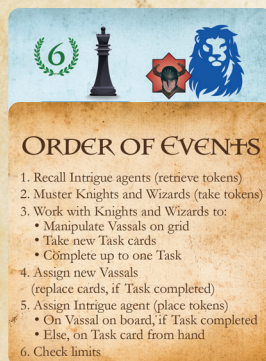 6
ORDER OF EVENTS
1. Recall Intrigue agents (retrieve tokens)
2. Muster Knights and Wizards (take tokens)
3. Work with Knights and Wizards to:
• Manipulate Vassals on grid
• Take new Task cards
• Complete up to one Task
4. Assign new Vassals
(replace cards, if Task completed)
5. Assign Intrigue agent (place tokens)
• On Vassal on board, if Task completed
• Else, on Task card from hand
6. Check limits